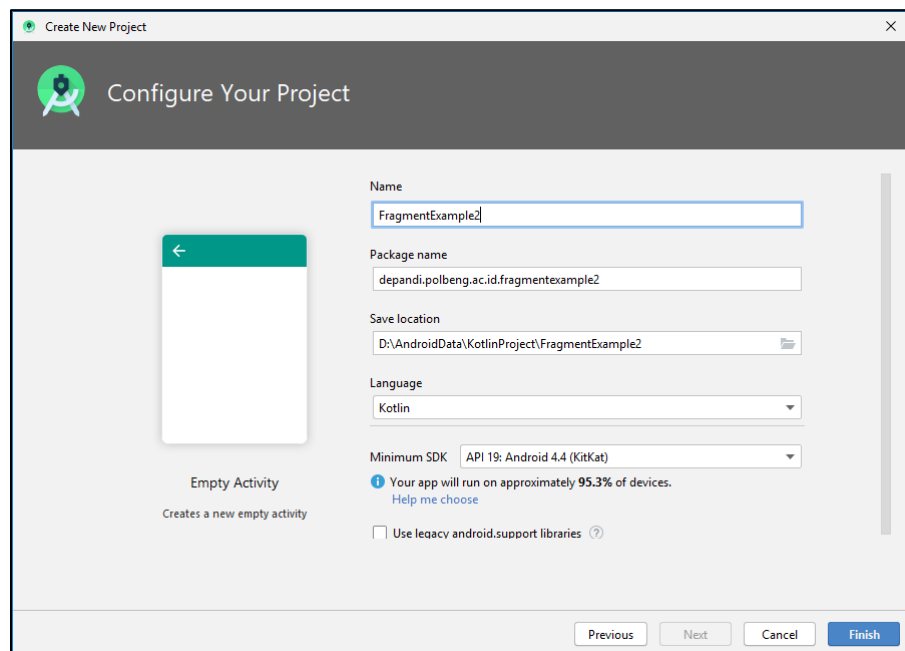 Create New Project
Configure Your Project
Name
FragmentExample2
Package name
depandi.polbeng.ac.id.fragmentexample2
Save location
D:\AndroidData\KotlinProject\FragmentExample2
Language
Kotlin
Minimum SDK API 19: Android 4.4 (KitKat)
Your app will run on approximately 95.3% of devices.
Help me choose
Use legacy android.support libraries ?
Empty Activity
Creates a new empty activity
Previous Next Cancel Finish